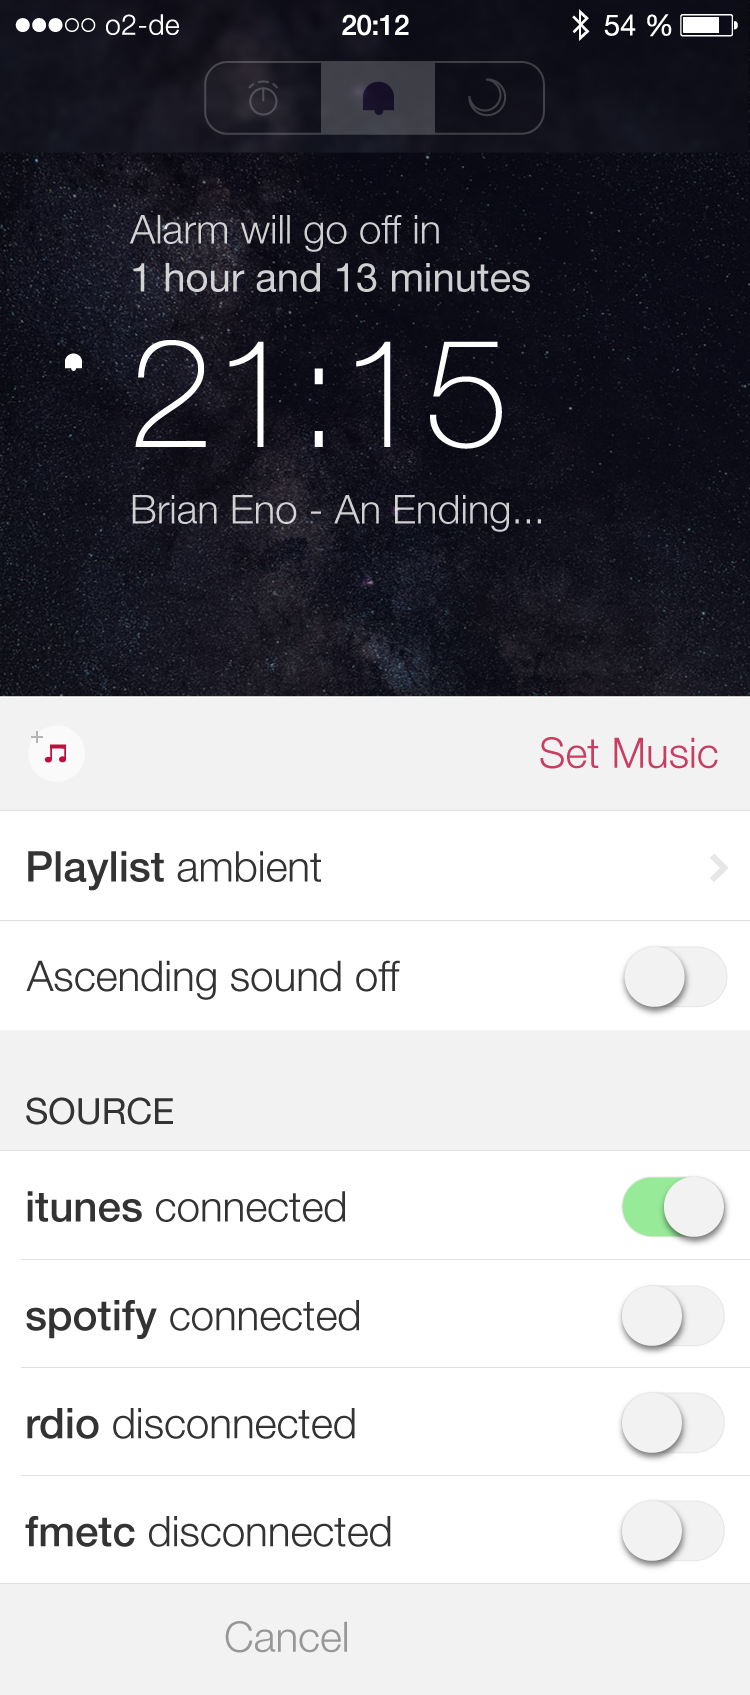 o2-de 20:12 54 %
Alarm will go off in
1 hour and 13 minutes
21:15
Brian Eno - An Ending...
Set Music
Playlist ambient
Ascending sound off
SOURCE
itunes connected
spotify connected
rdio disconnected
fmetc disconnected
Cancel